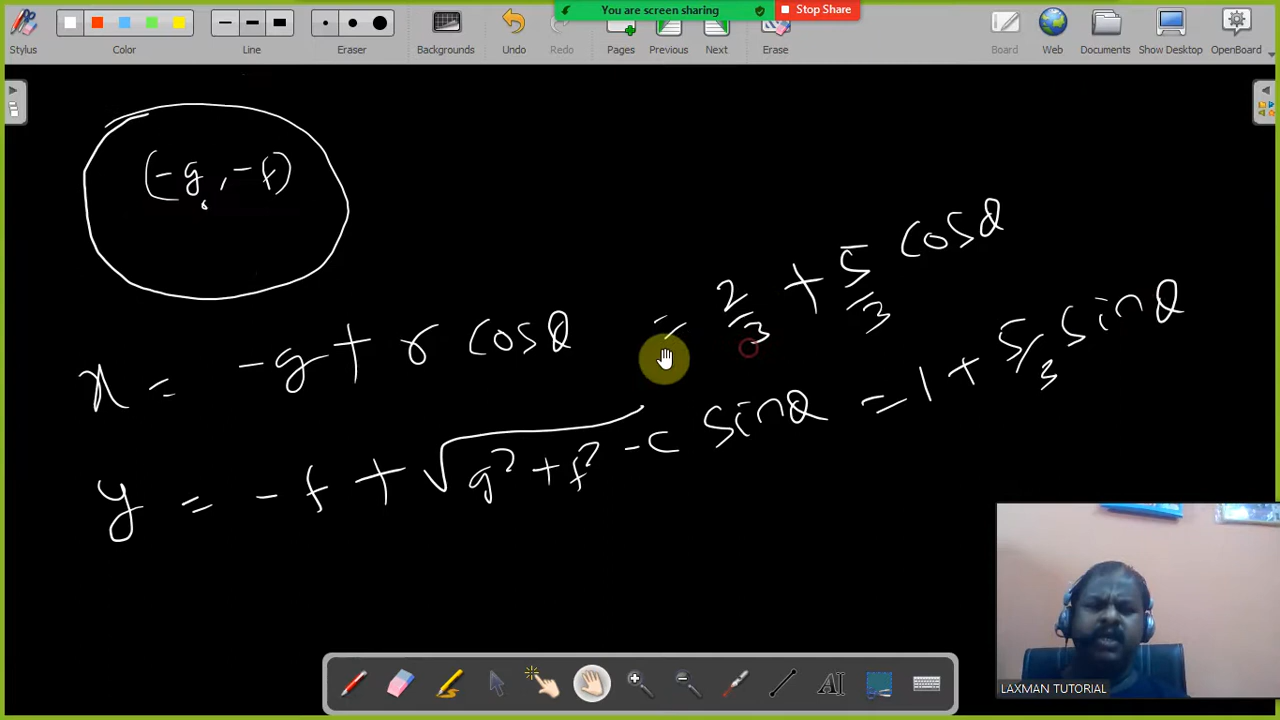 You are screen sharing
Stop Share
Stylus
Color
Line
Eraser
Backgrounds
Undo
Redo
Pages
Previous
Next
Erase
Board
Web
Documents
Show Desktop
OpenBoard
(-g, -f)
x = -g + r cosθ = 2/3 + 5/3 cosθ
y = -f + √g² + f² - c sinθ = 1 + 5/3 sinθ
LAXMAN TUTORIAL
AI